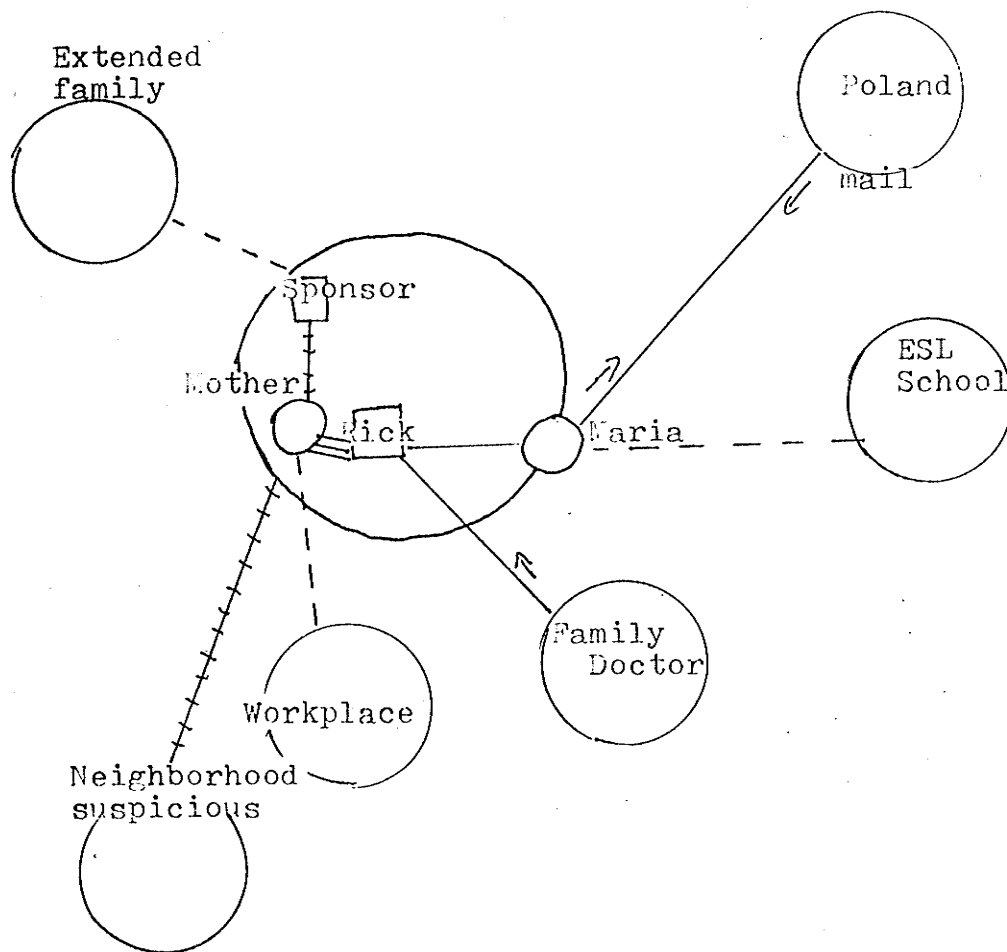 Extended
family
Poland
mail
Sponsor
ESL
School
Mother
Rick
Maria
Family
Doctor
Workplace
Neighborhood
suspicious